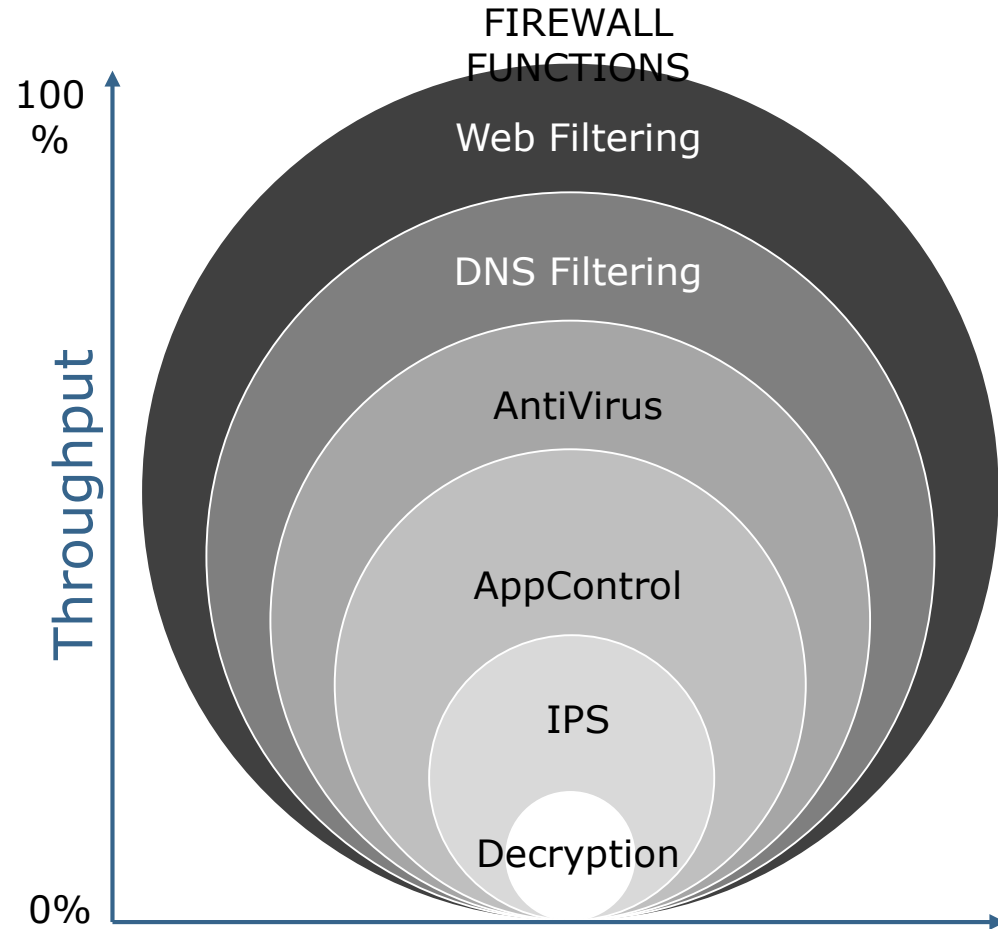 FIREWALL
FUNCTIONS
100
%
Web Filtering
DNS Filtering
AntiVirus
Throughput
AppControl
IPS
Decryption
0%